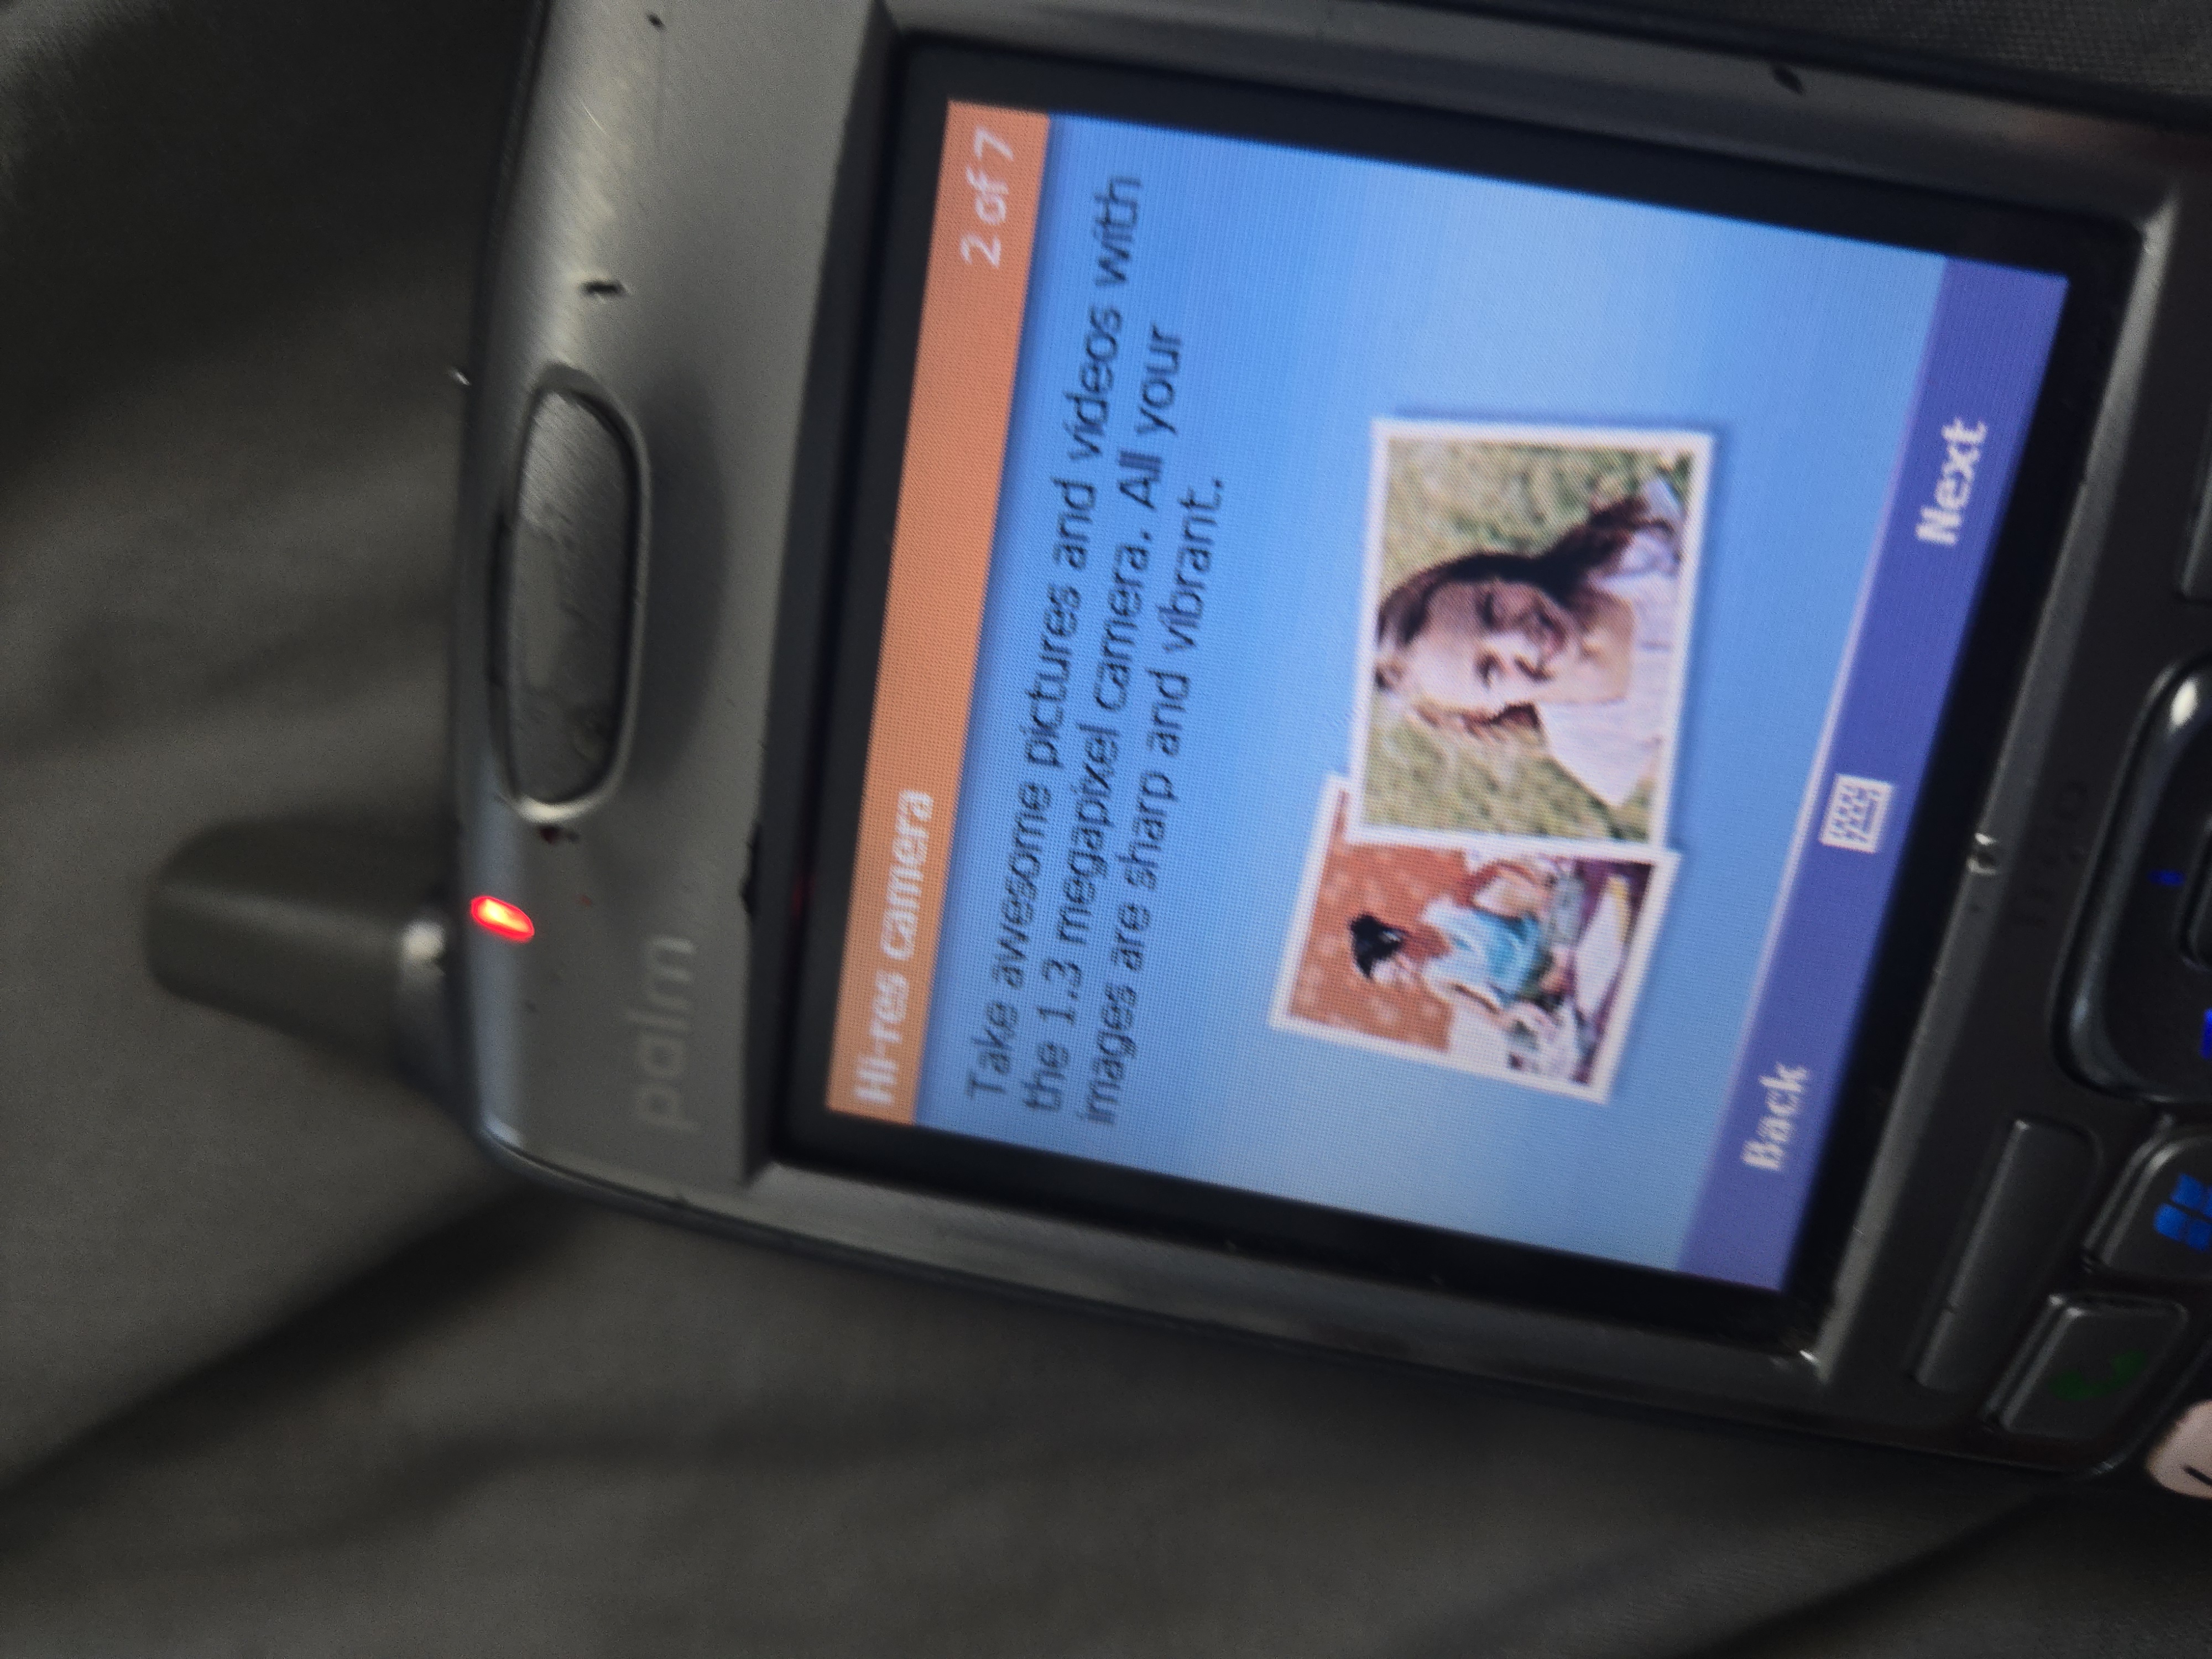 palm
Hi-res camera
2 of 7
Take awesome pictures and videos with
the 1.3 megapixel camera. All your
images are sharp and vibrant.
Back
Next